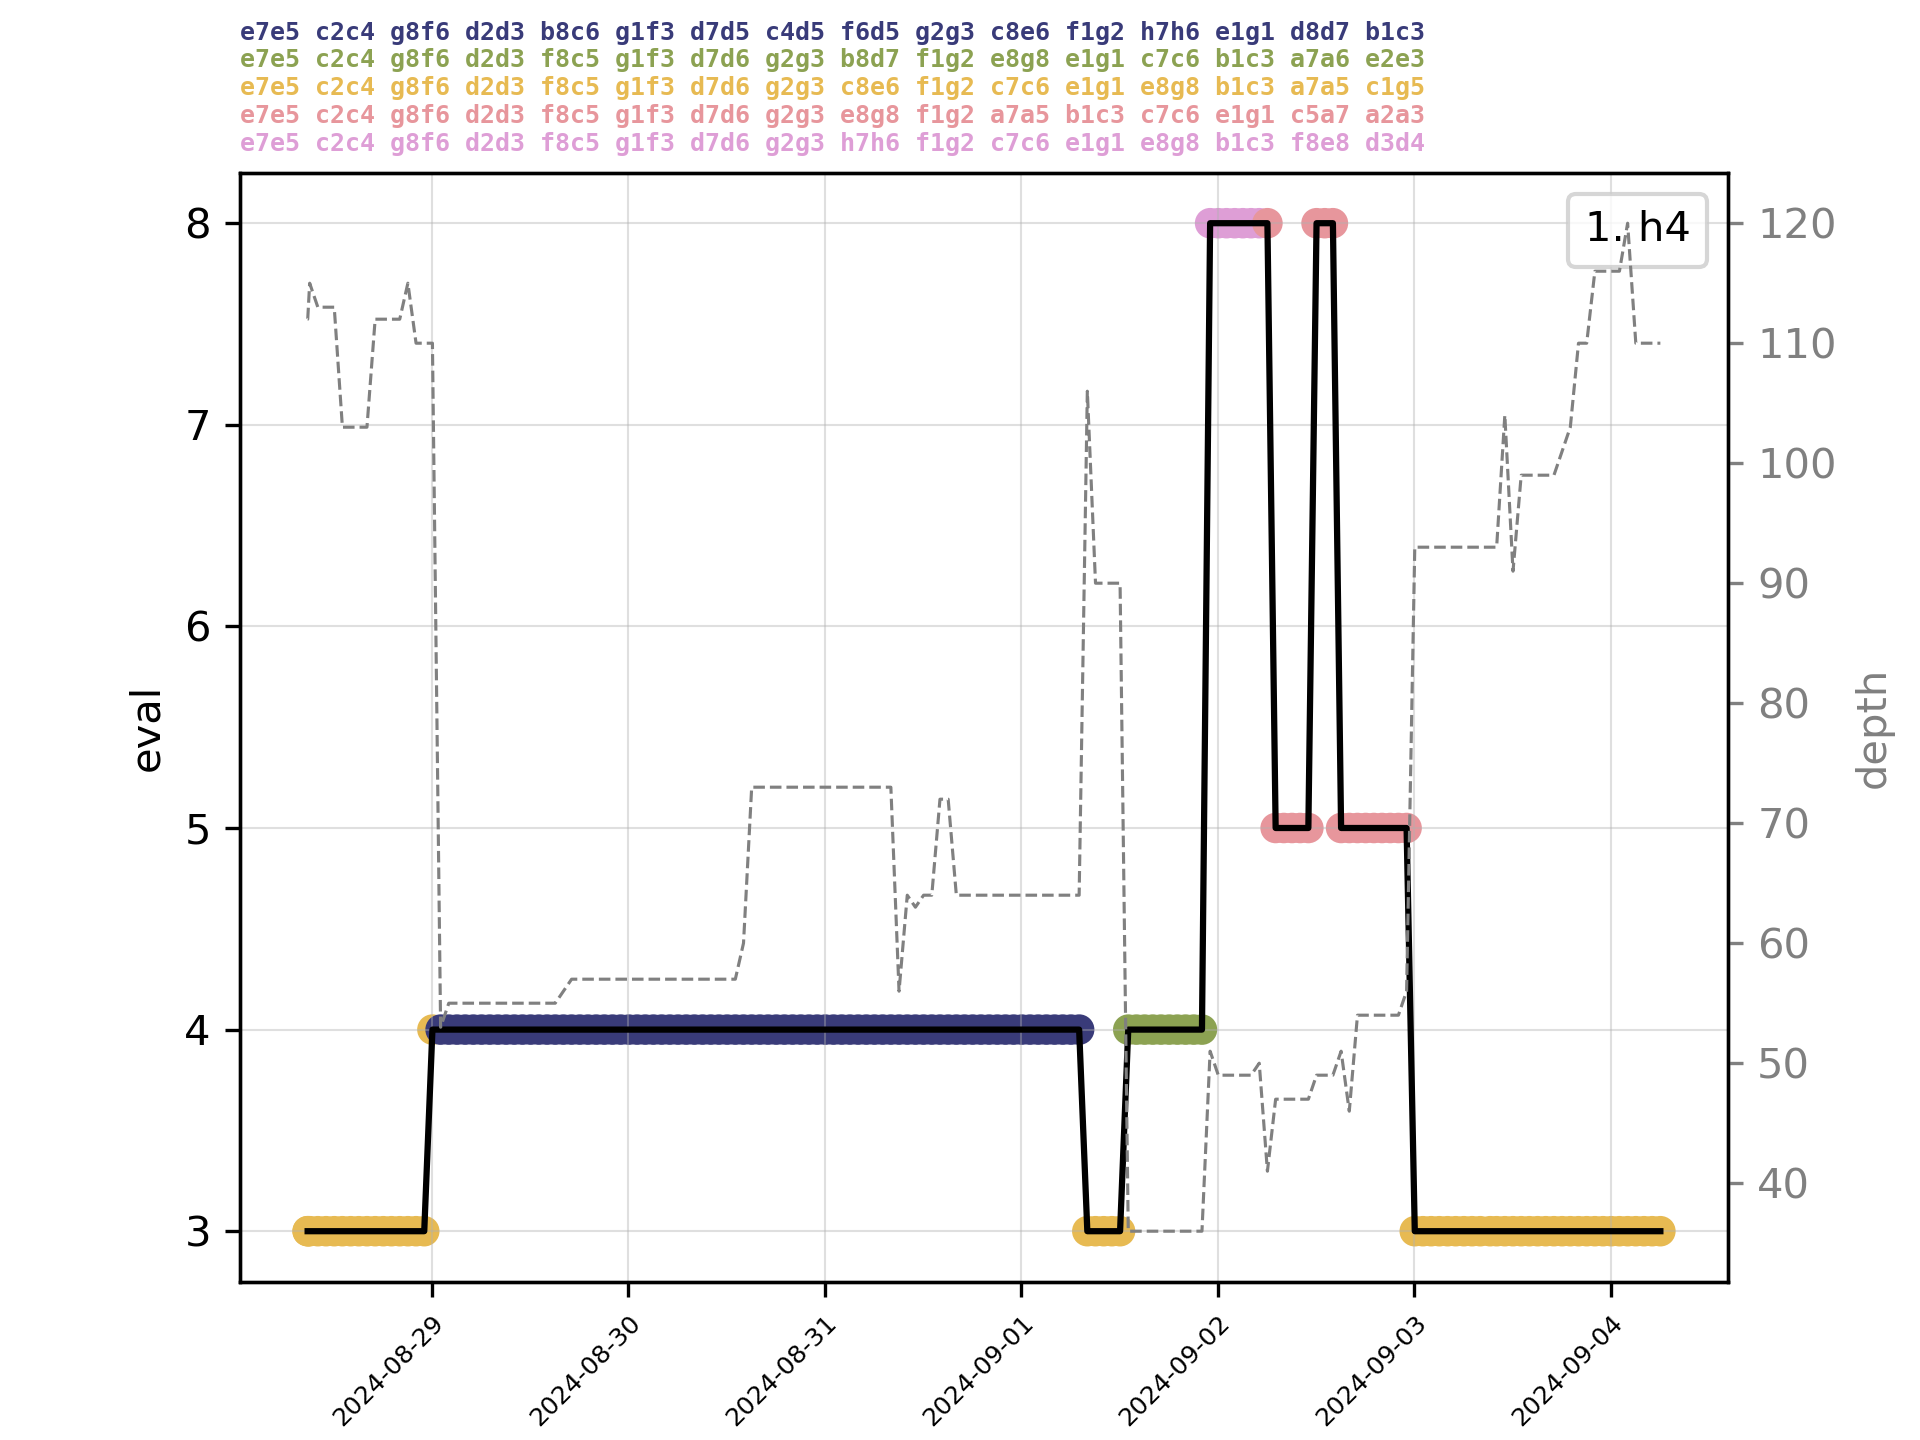 e7e5 c2c4 g8f6 d2d3 b8c6 g1f3 d7d5 c4d5 f6d5 g2g3 c8e6 f1g2 h7h6 e1g1 d8d7 b1c3
e7e5 c2c4 g8f6 d2d3 f8c5 g1f3 d7d6 g2g3 b8d7 f1g2 e8g8 e1g1 c7c6 b1c3 a7a6 e2e3
e7e5 c2c4 g8f6 d2d3 f8c5 g1f3 d7d6 g2g3 c8e6 f1g2 c7c6 e1g1 e8g8 b1c3 a7a5 c1g5
e7e5 c2c4 g8f6 d2d3 f8c5 g1f3 d7d6 g2g3 e8g8 f1g2 a7a5 b1c3 c7c6 e1g1 c5a7 a2a3
e7e5 c2c4 g8f6 d2d3 f8c5 g1f3 d7d6 g2g3 h7h6 f1g2 c7c6 e1g1 e8g8 b1c3 f8e8 d3d4
1. h4
8
7
6
5
4
3
eval
120
110
100
90
80
70
60
50
40
depth
2024-08-29
2024-08-30
2024-08-31
2024-09-01
2024-09-02
2024-09-03
2024-09-04